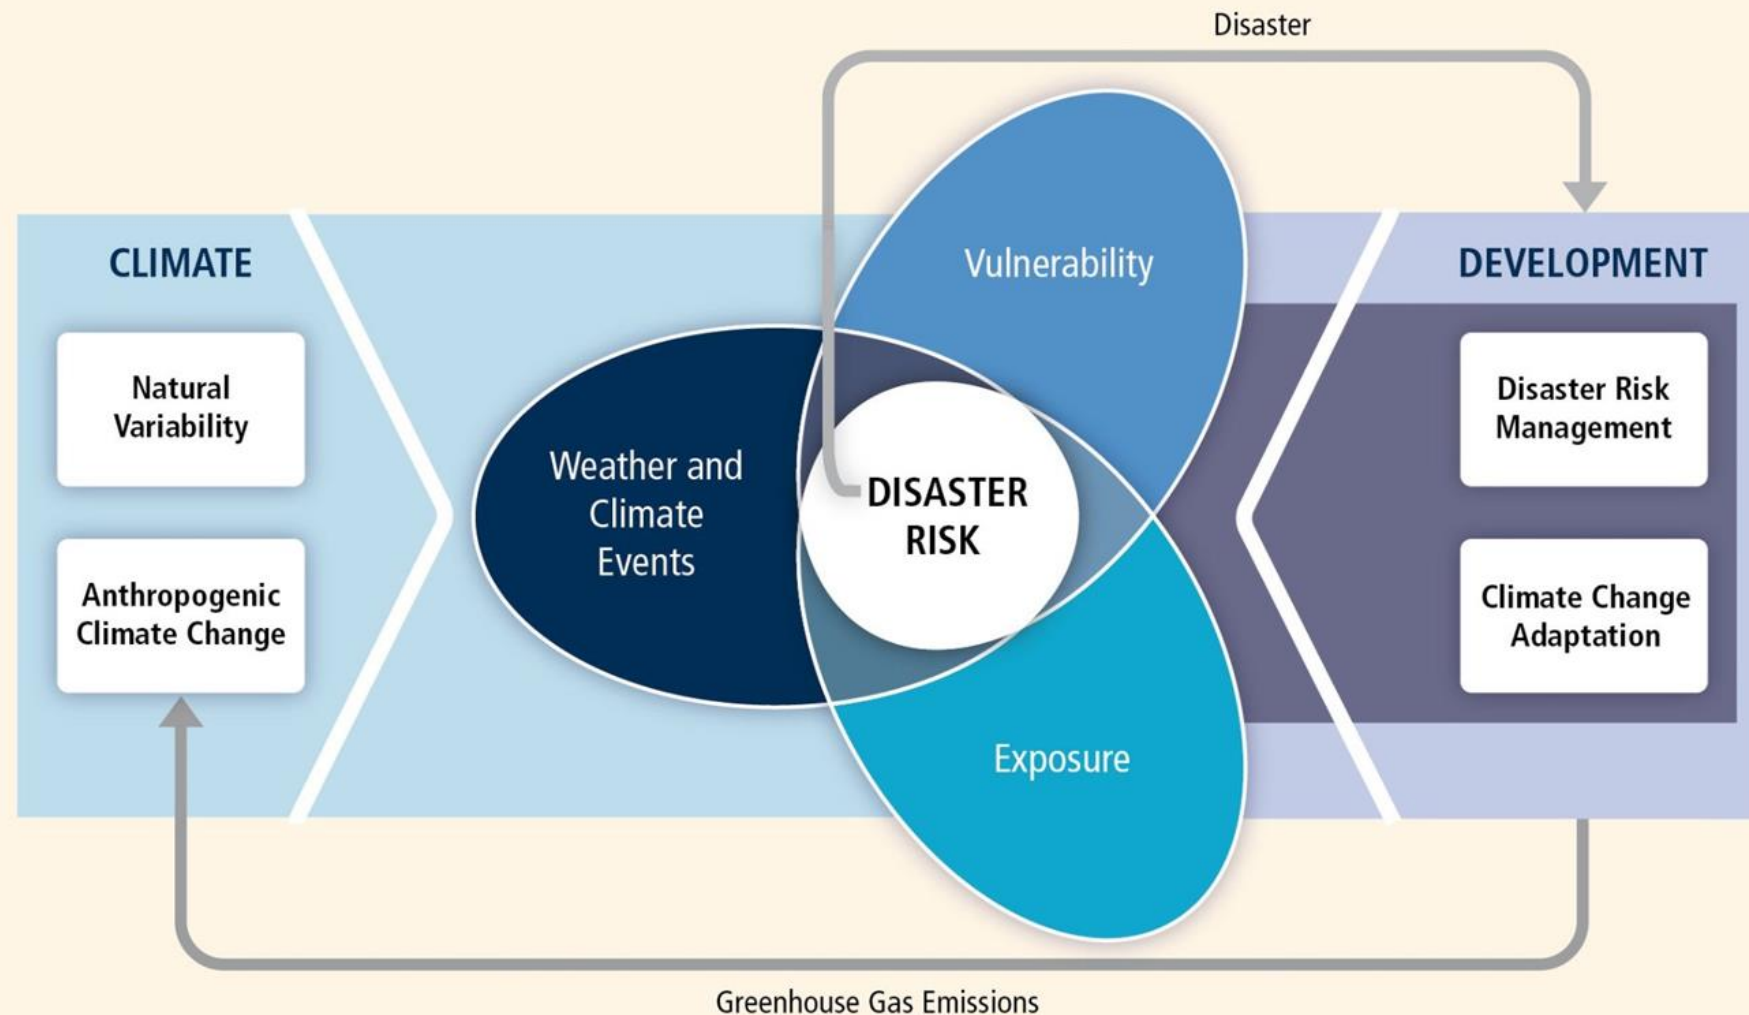 Disaster
CLIMATE
Natural
Variability
Anthropogenic
Climate Change
Weather and
Climate
Events
Vulnerability
DISASTER
RISK
Exposure
DEVELOPMENT
Disaster Risk
Management
Climate Change
Adaptation
Greenhouse Gas Emissions